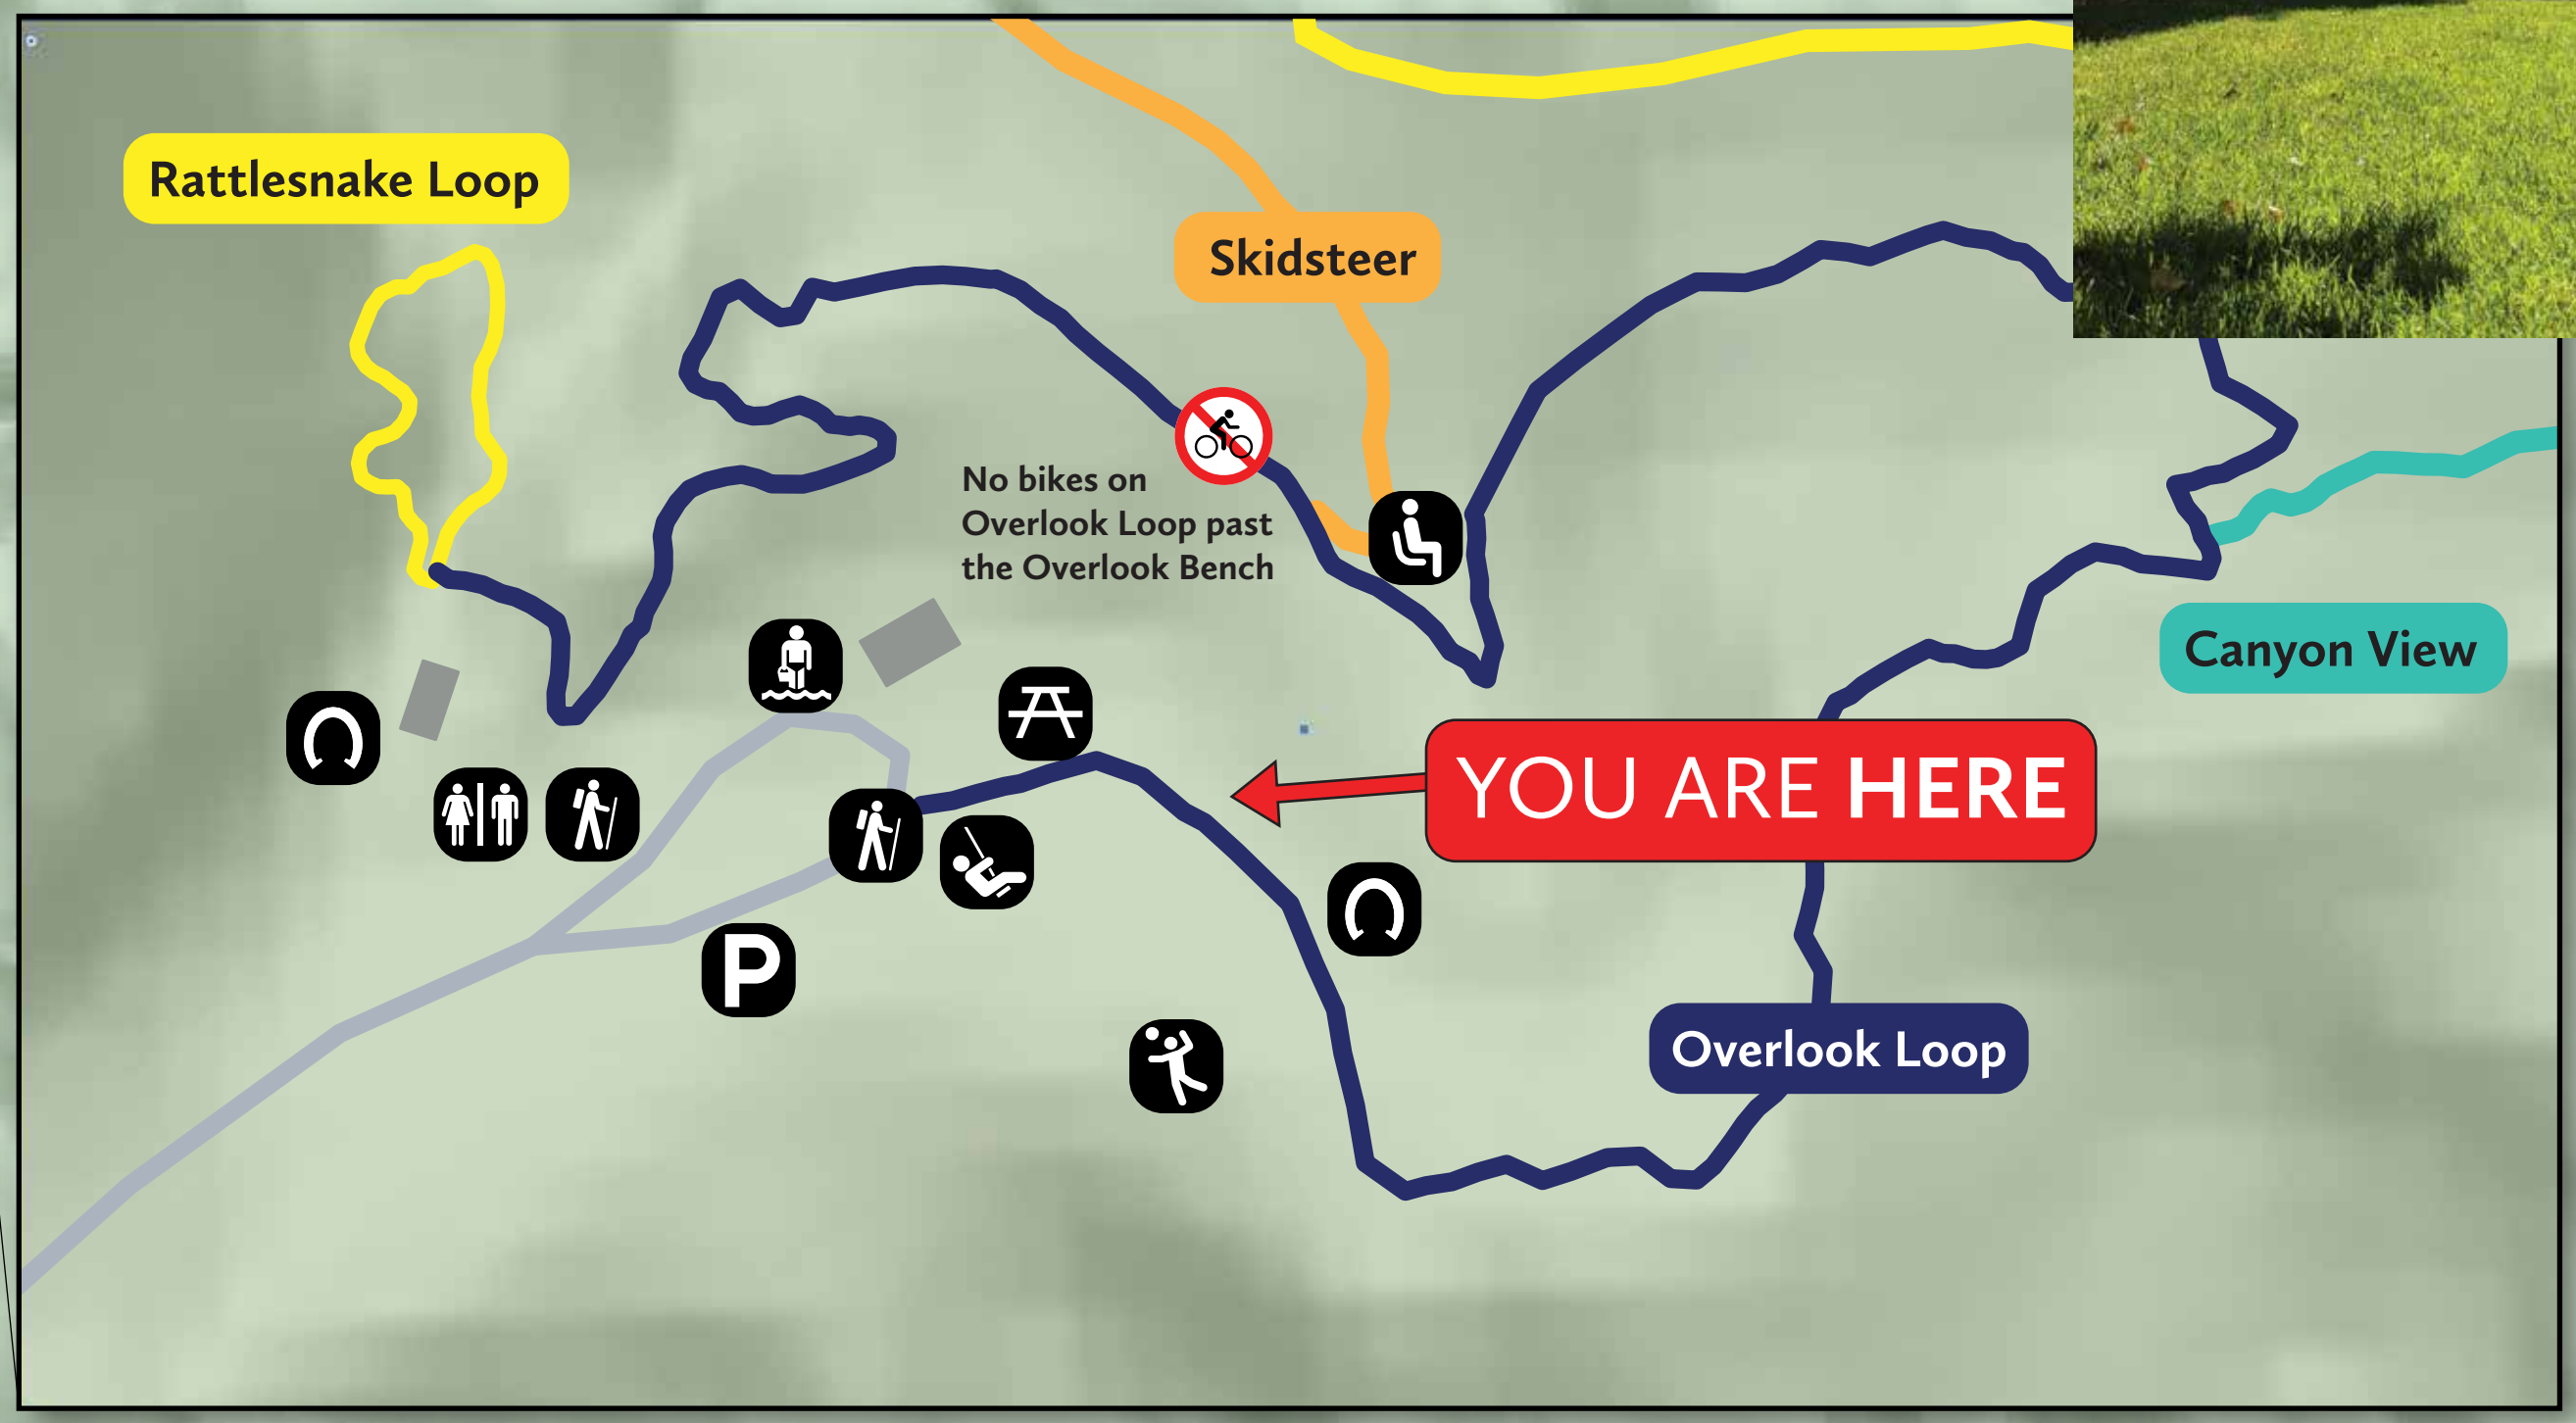 Rattlesnake Loop
Skidsteer
No bikes on
Overlook Loop past
the Overlook Bench
Canyon View
YOU ARE HERE
P
Overlook Loop